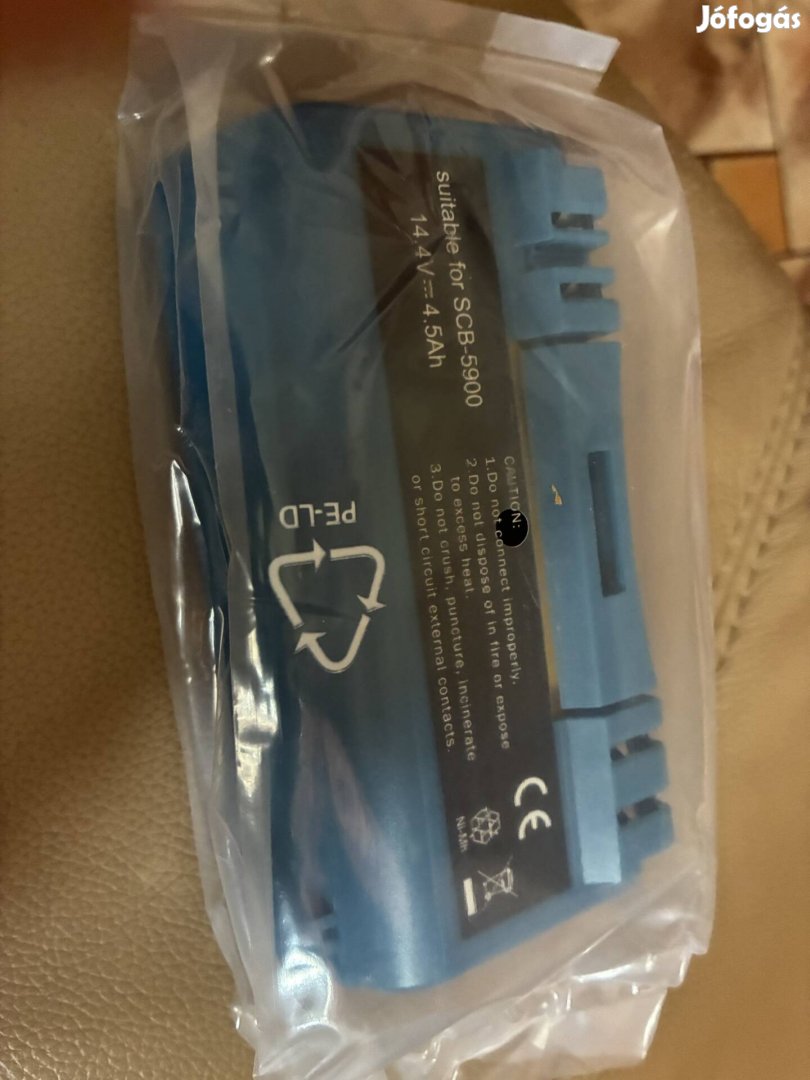 Jófogás
suitable for SCB-5900
14.4V⎓4.5Ah
CAUTION:
1.Do not connect improperly.
2.Do not dispose of in fire or expose
to excess heat.
3.Do not crush, puncture, incinerate
or short circuit external contacts.
CE
Ni-Mh
PE-LD